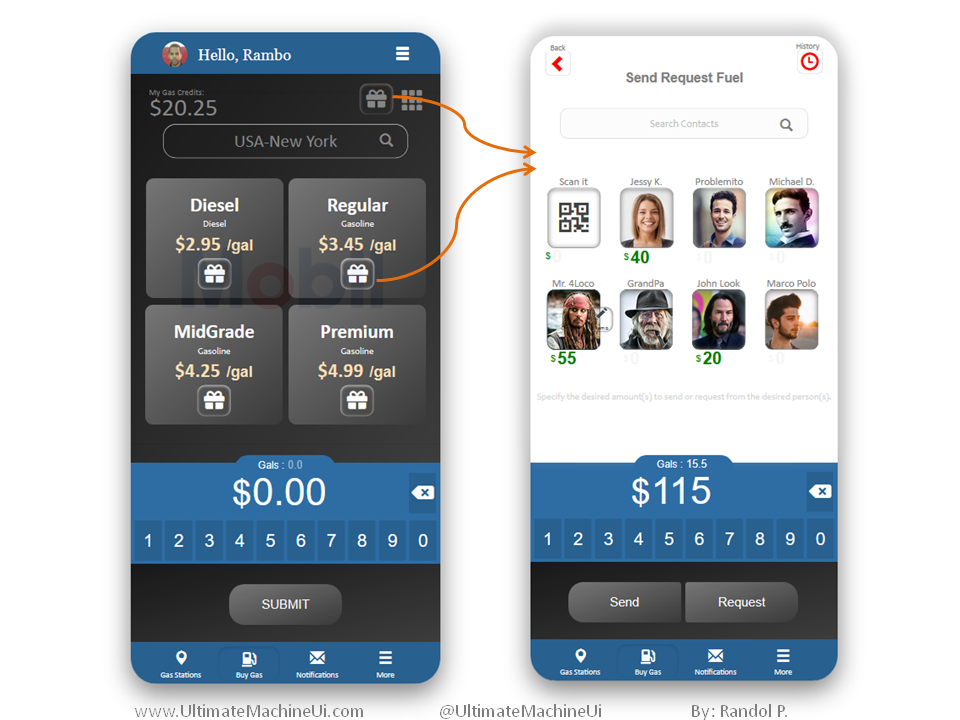 Hello, Rambo
My Gas Credits:
$20.25
USA-New York
Mobil
Diesel
Diesel
$2.95 /gal
Regular
Gasoline
$3.45 /gal
MidGrade
Gasoline
$4.25 /gal
Premium
Gasoline
$4.99 /gal
Gals : 0.0
$0.00
1 2 3 4 5 6 7 8 9 0
SUBMIT
Gas Stations Buy Gas Notifications More
Back
History
Send Request Fuel
Search Contacts
Scan it Jessy K. Problemito Michael D.
$ 0 $ 40 $ 0 $ 0
Mr. 4Loco GrandPa John Look Marco Polo
$ 55 $ 0 $ 20 $ 0
Specify the desired amount(s) to send or request from the desired person(s).
Gals : 15.5
$115
1 2 3 4 5 6 7 8 9 0
Send Request
Gas Stations Buy Gas Notifications More
www.UltimateMachineUi.com @UltimateMachineUi By: Randol P.